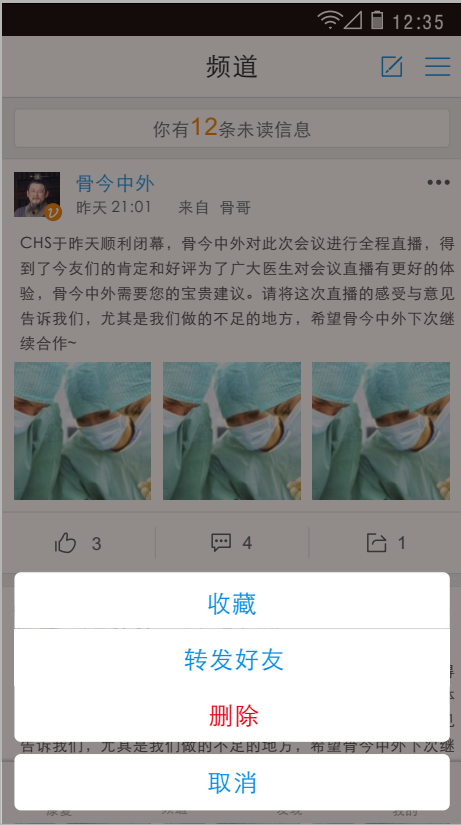 12:35
频道
你有12条未读信息
骨今中外
昨天 21:01 来自 骨哥
CHS于昨天顺利闭幕，骨今中外对此次会议进行全程直播，得
到了今友们的肯定和好评为了广大医生对会议直播有更好的体
验，骨今中外需要您的宝贵建议。请将这次直播的感受与意见
告诉我们，尤其是我们做的不足的地方，希望骨今中外下次继
续合作~
3 4 1
收藏
转发好友
删除
告诉我们，尤其是我们做的不足的地方，希望骨今中外下次继
取消